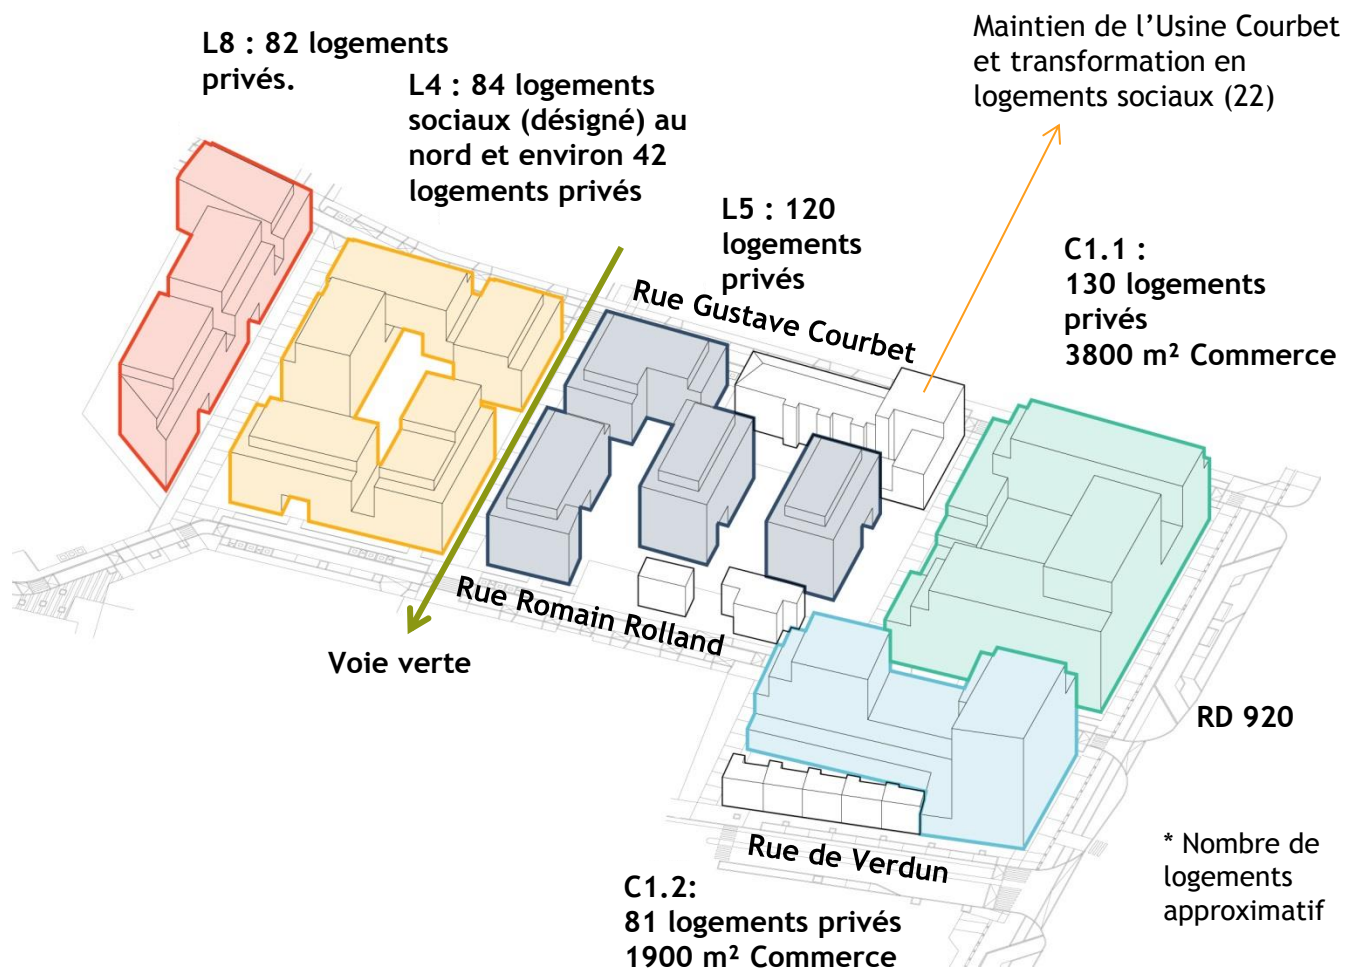 L8 : 82 logements
privés.
L4 : 84 logements
sociaux (désigné) au
nord et environ 42
logements privés
Maintien de l’Usine Courbet
et transformation en
logements sociaux (22)
L5 : 120
logements
privés
C1.1 :
130 logements
privés
3800 m² Commerce
Rue Gustave Courbet
Rue Romain Rolland
Voie verte
RD 920
Rue de Verdun
C1.2:
81 logements privés
1900 m² Commerce
* Nombre de
logements
approximatif